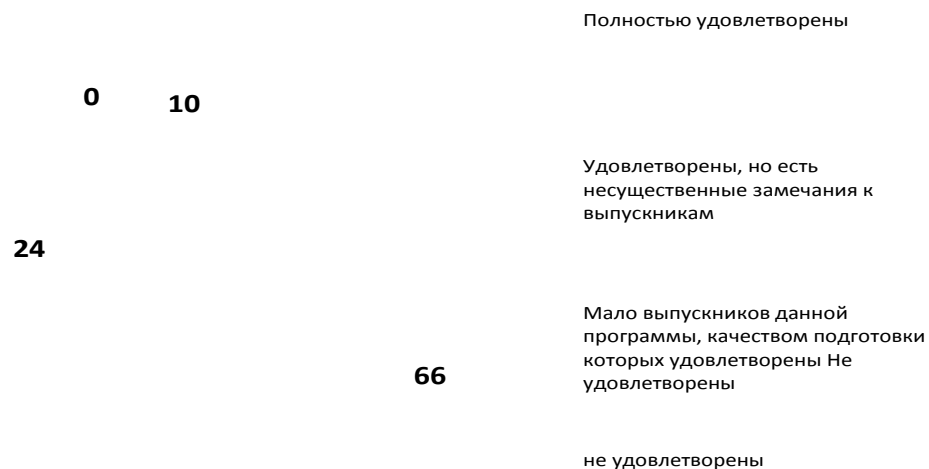 Полностью удовлетворены
0
10
Удовлетворены, но есть
несущественные замечания к
выпускникам
24
Мало выпускников данной
программы, качеством подготовки
которых удовлетворены Не
удовлетворены
66
не удовлетворены